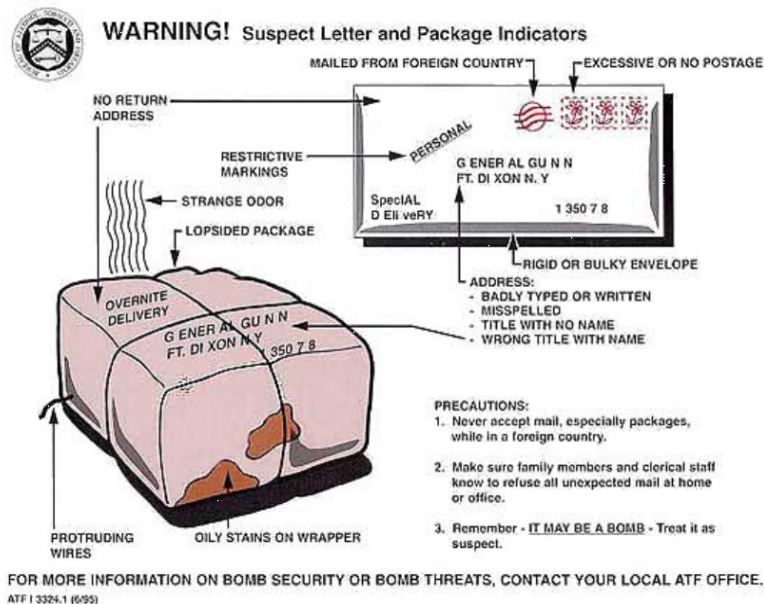 WARNING! Suspect Letter and Package Indicators
MAILED FROM FOREIGN COUNTRY
EXCESSIVE OR NO POSTAGE
NO RETURN
ADDRESS
RESTRICTIVE
MARKINGS
PERSONAL
G ENER AL GU N N
FT. DI XON N. Y
SpeciAL
D Eli veRY
1 350 7 8
STRANGE ODOR
LOPSIDED PACKAGE
RIGID OR BULKY ENVELOPE
ADDRESS:
- BADLY TYPED OR WRITTEN
- MISSPELLED
- TITLE WITH NO NAME
- WRONG TITLE WITH NAME
OVERNITE
DELIVERY
G ENER AL GU N N
FT. DI XON N Y
350 7 8
PRECAUTIONS:
1. Never accept mail, especially packages,
while in a foreign country.
2. Make sure family members and clerical staff
know to refuse all unexpected mail at home
or office.
3. Remember - IT MAY BE A BOMB - Treat it as
suspect.
PROTRUDING
WIRES
OILY STAINS ON WRAPPER
FOR MORE INFORMATION ON BOMB SECURITY OR BOMB THREATS, CONTACT YOUR LOCAL ATF OFFICE.
ATF I 3324.1 (6/95)